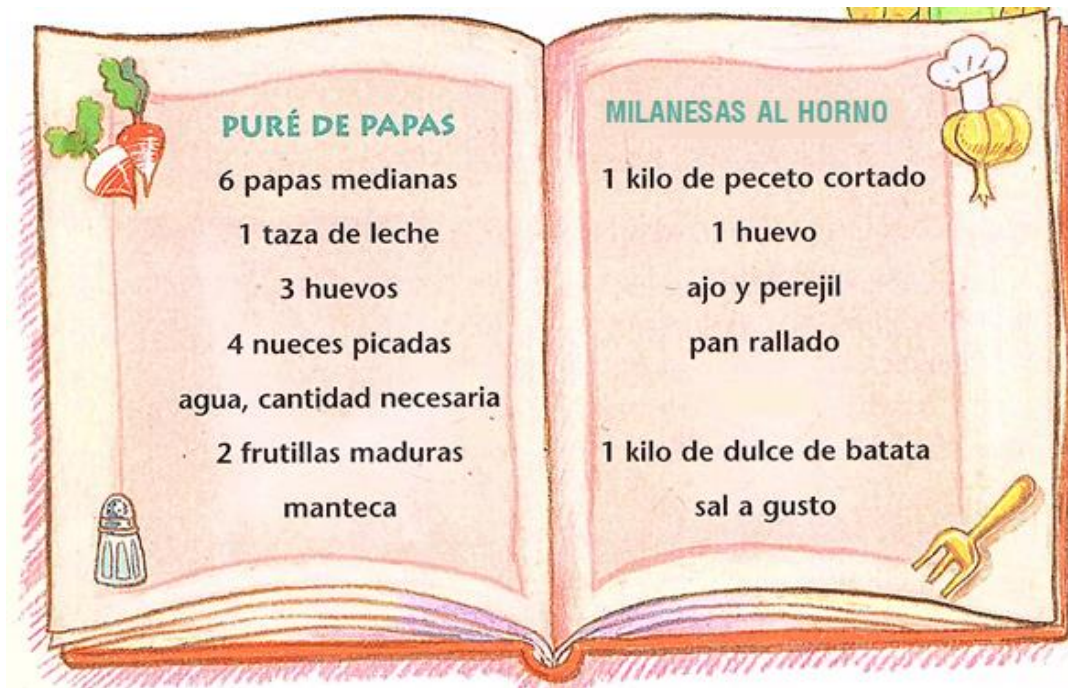 PURÉ DE PAPAS
6 papas medianas
1 taza de leche
3 huevos
4 nueces picadas
agua, cantidad necesaria
2 frutillas maduras
manteca
MILANESAS AL HORNO
1 kilo de peceto cortado
1 huevo
ajo y perejil
pan rallado
1 kilo de dulce de batata
sal a gusto